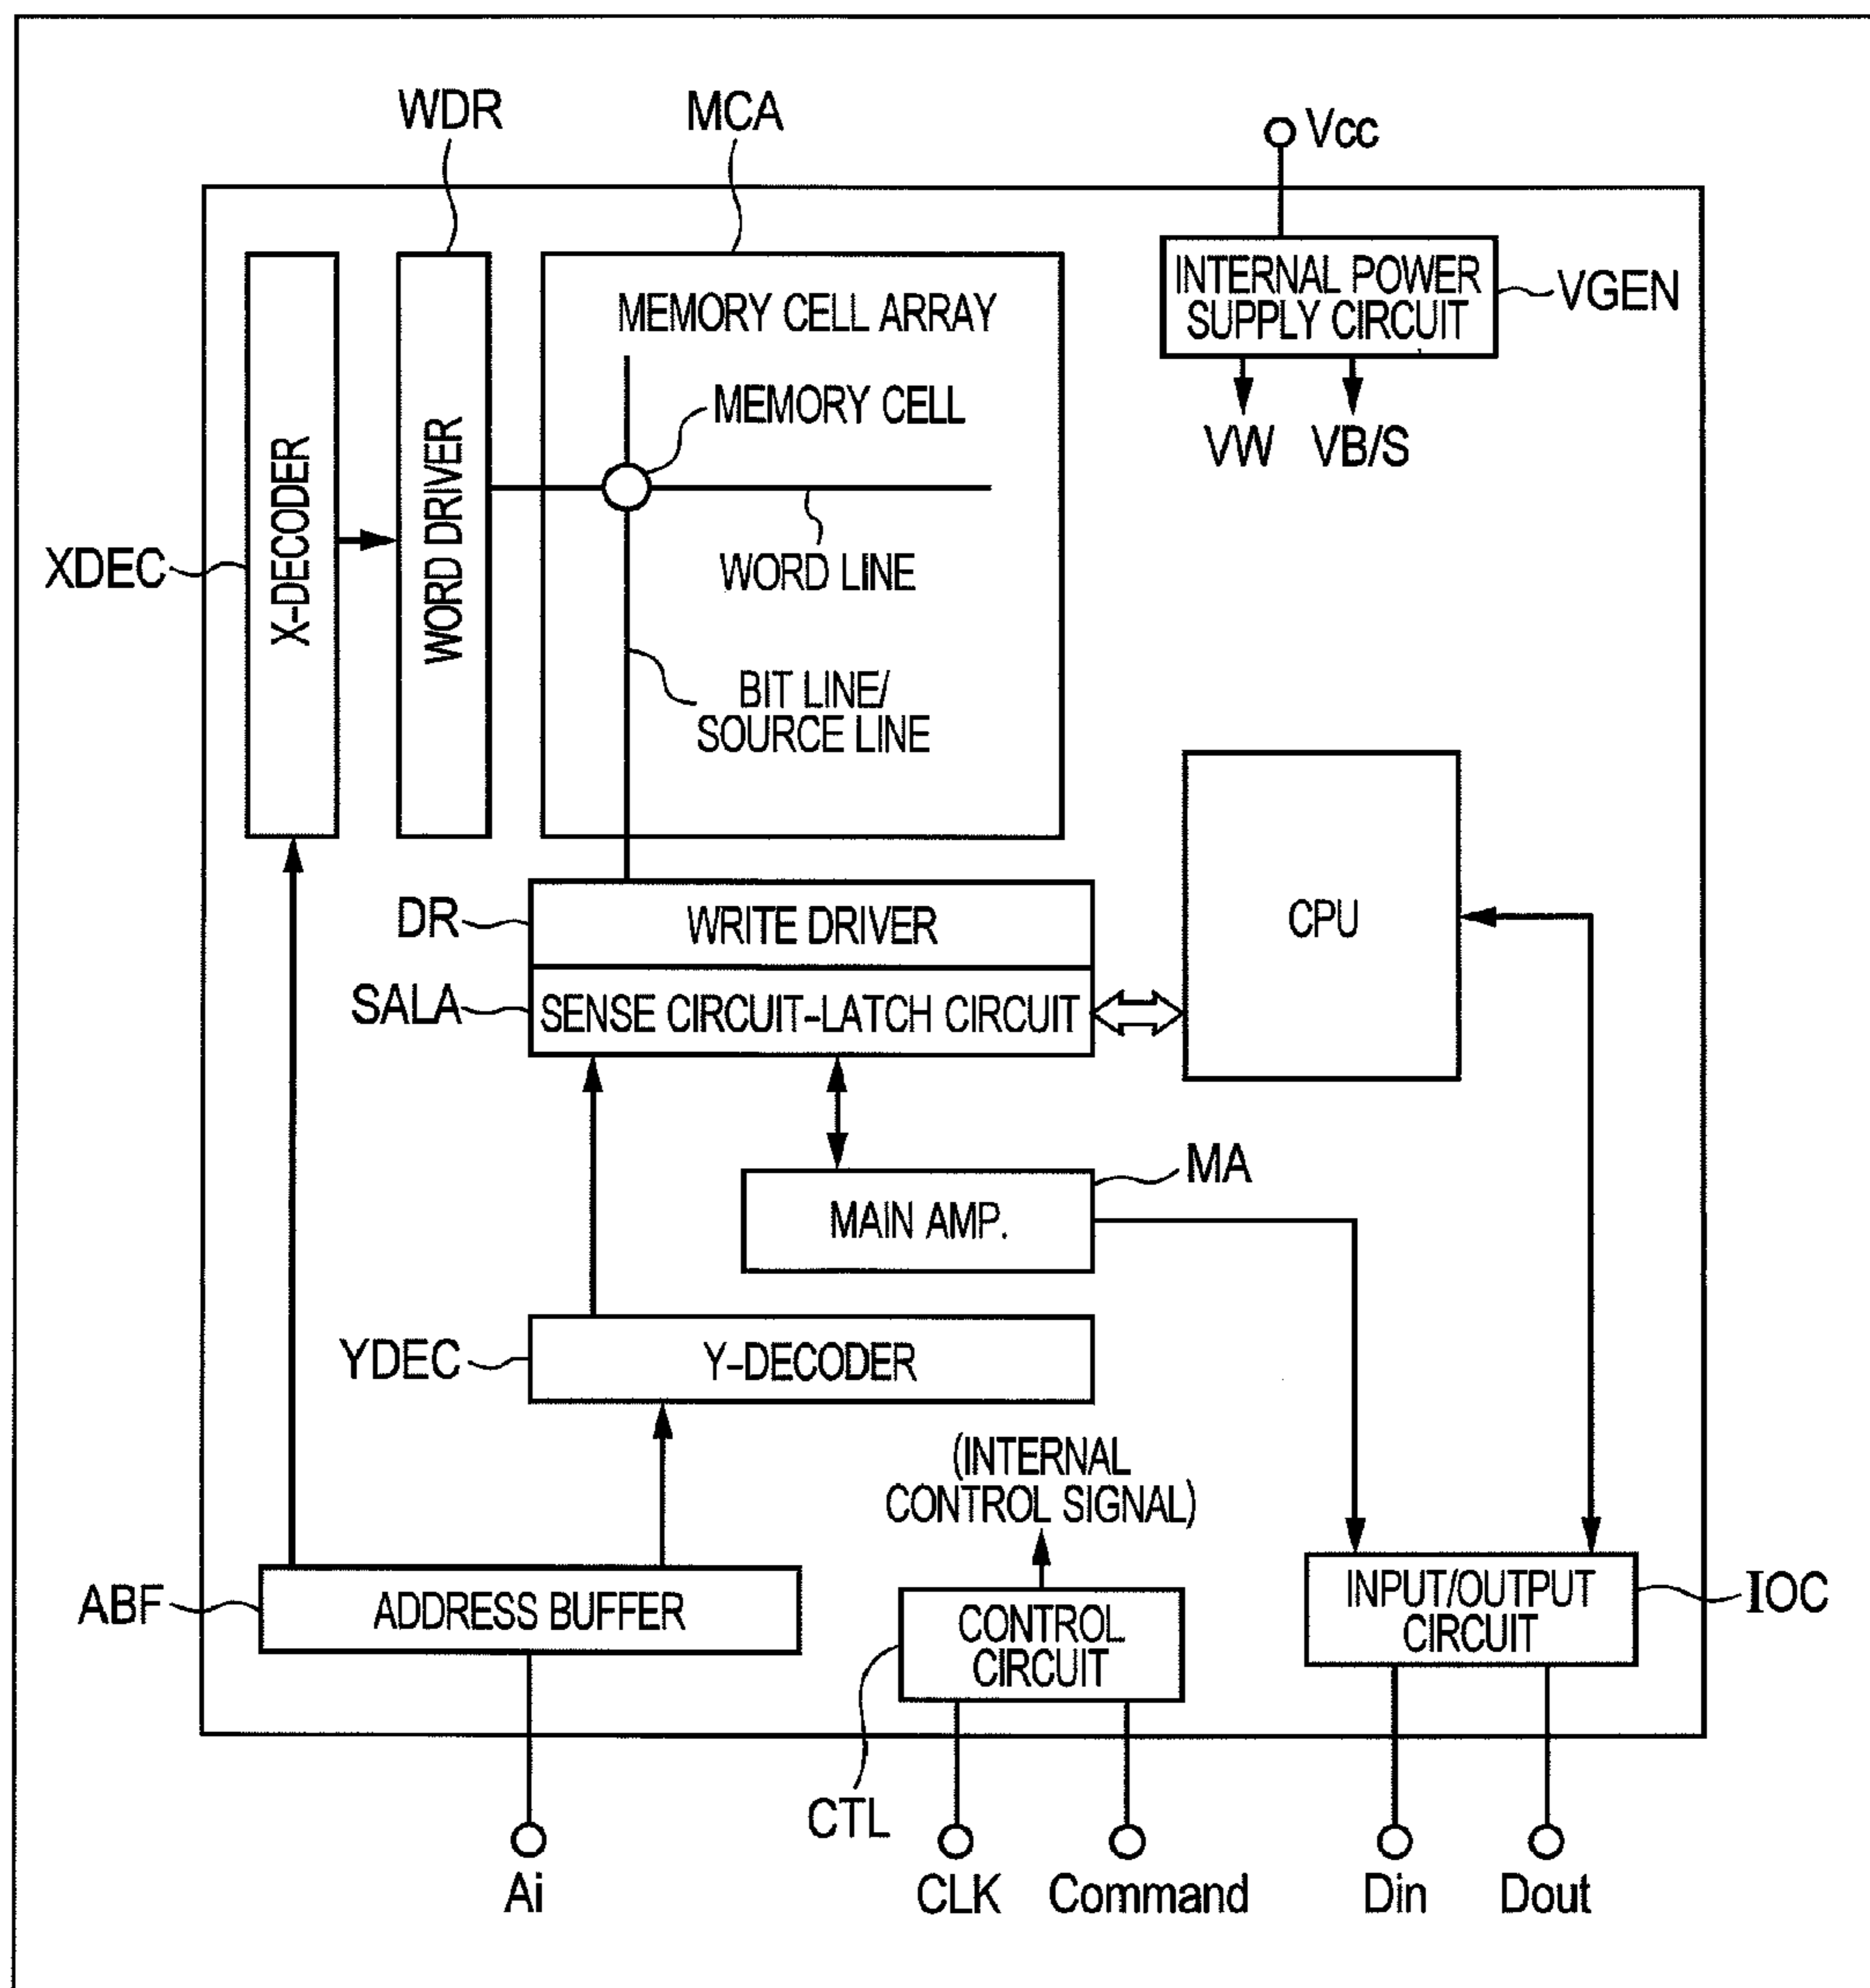 WDR
MCA
Vcc
INTERNAL POWER
SUPPLY CIRCUIT
VGEN
VW
VB/S
MEMORY CELL ARRAY
MEMORY CELL
WORD LINE
BIT LINE/
SOURCE LINE
XDEC
X-DECODER
WORD DRIVER
DR
WRITE DRIVER
CPU
SALA
SENSE CIRCUIT-LATCH CIRCUIT
MA
MAIN AMP.
YDEC
Y-DECODER
(INTERNAL
CONTROL SIGNAL)
ABF
ADDRESS BUFFER
CONTROL
CIRCUIT
INPUT/OUTPUT
CIRCUIT
IOC
CTL
Ai
CLK
Command
Din
Dout